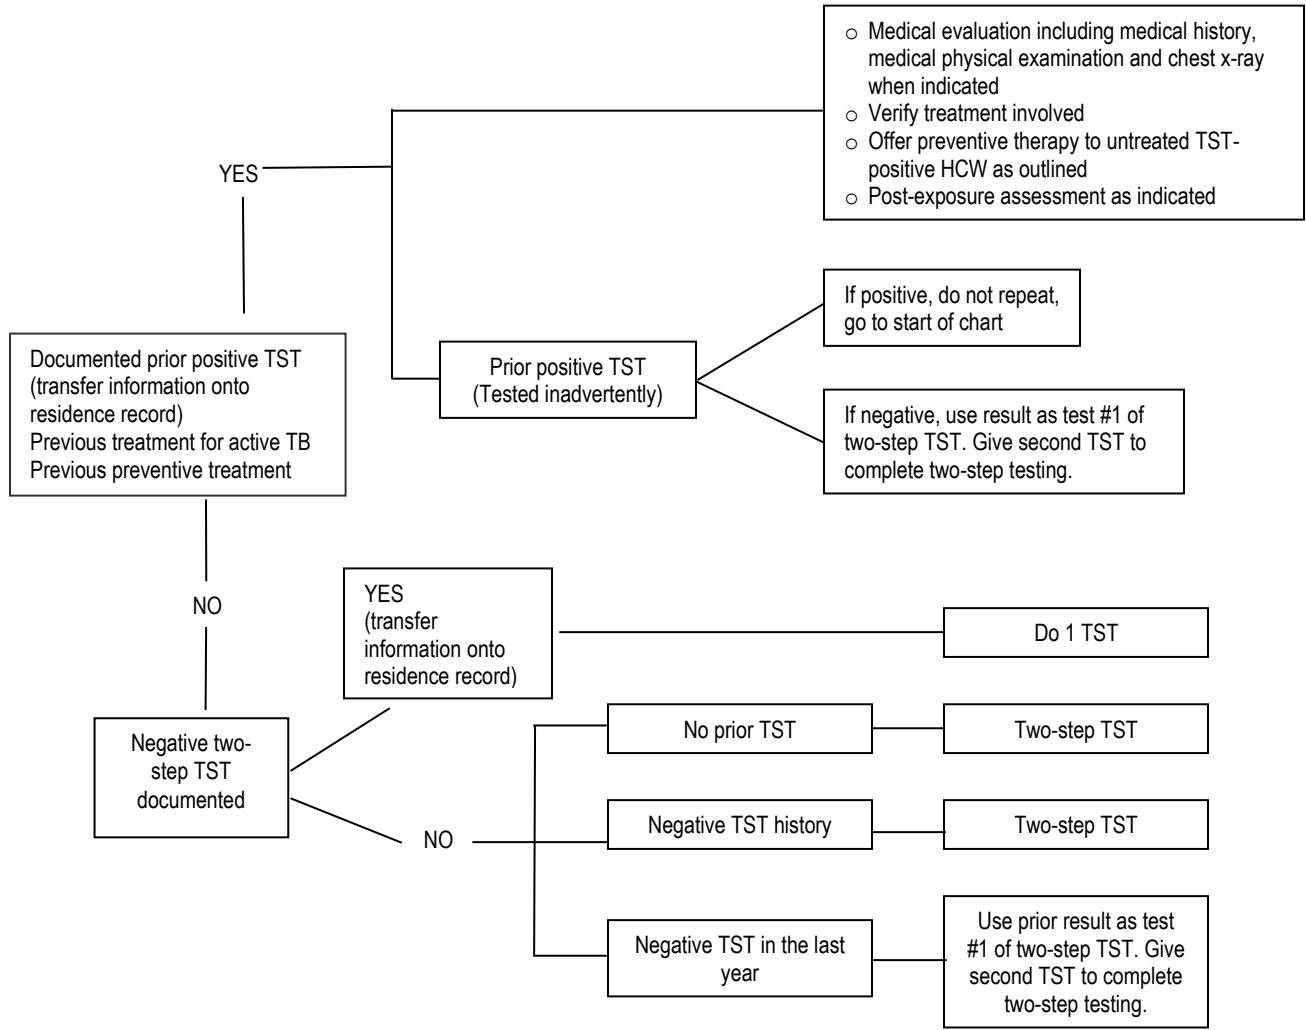 o Medical evaluation including medical history,
medical physical examination and chest x-ray
when indicated
o Verify treatment involved
o Offer preventive therapy to untreated TST-
positive HCW as outlined
o Post-exposure assessment as indicated
YES
If positive, do not repeat,
go to start of chart
Documented prior positive TST
(transfer information onto
residence record)
Previous treatment for active TB
Previous preventive treatment
Prior positive TST
(Tested inadvertently)
If negative, use result as test #1 of
two-step TST. Give second TST to
complete two-step testing.
NO
YES
(transfer
information onto
residence record)
Do 1 TST
Negative two-
step TST
documented
NO
No prior TST
Two-step TST
Negative TST history
Two-step TST
Negative TST in the last
year
Use prior result as test
#1 of two-step TST. Give
second TST to complete
two-step testing.